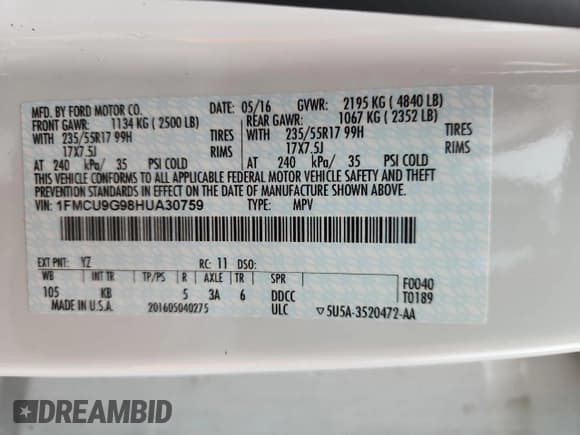 MFD. BY FORD MOTOR CO. DATE: 05/16 GVWR: 2195 KG ( 4840 LB)
FRONT GAWR: 1134 KG ( 2500 LB) REAR GAWR: 1067 KG ( 2352 LB)
WITH 235/55R17 99H TIRES WITH 235/55R17 99H TIRES
17X7.5J RIMS 17X7.5J RIMS
AT 240 kPa/ 35 PSI COLD AT 240 kPa/ 35 PSI COLD
THIS VEHICLE CONFORMS TO ALL APPLICABLE FEDERAL MOTOR VEHICLE SAFETY AND THEFT
PREVENTION STANDARDS IN EFFECT ON THE DATE OF MANUFACTURE SHOWN ABOVE.
VIN: 1FMCU9G98HUA30759 TYPE: MPV
EXT PNT: YZ RC: 11 DSO:
WB INT TR TP/PS R AXLE TR SPR F0040
105 KB 5 3A 6 DDCC T0189
MADE IN U.S.A. 201605040275 ULC ▽5U5A-3520472-AA
DREAMBID